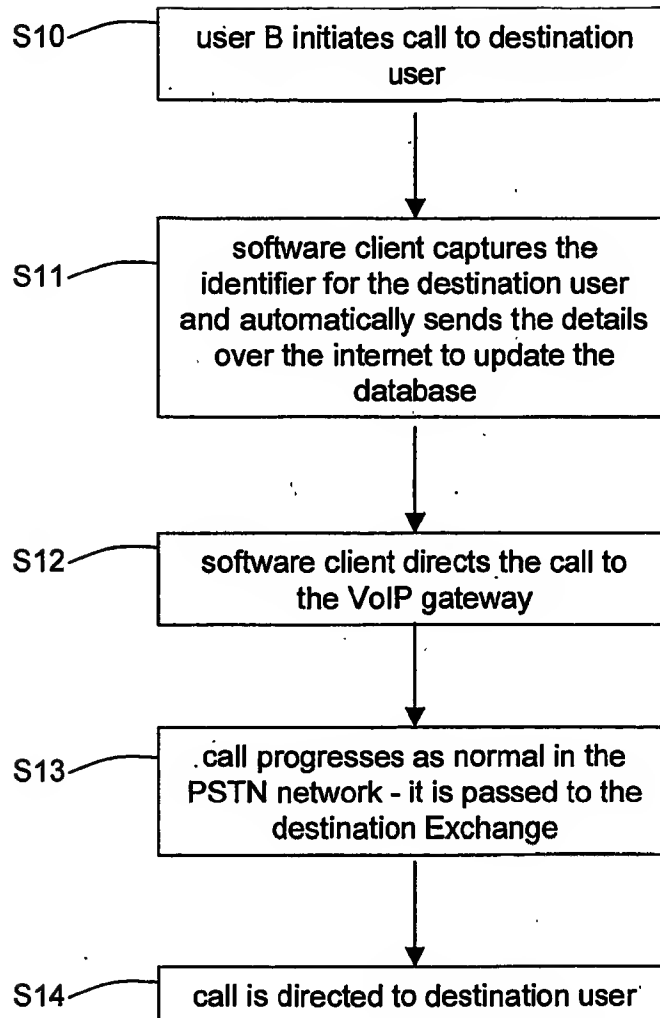 S10
user B initiates call to destination
user
S11
software client captures the
identifier for the destination user
and automatically sends the details
over the internet to update the
database
S12
software client directs the call to
the VoIP gateway
S13
call progresses as normal in the
PSTN network - it is passed to the
destination Exchange
S14
call is directed to destination user